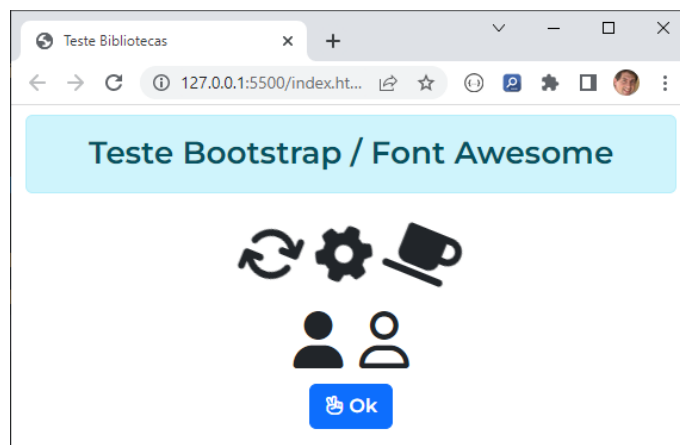 Teste Bibliotecas
127.0.0.1:5500/index.ht...
Teste Bootstrap / Font Awesome
Ok